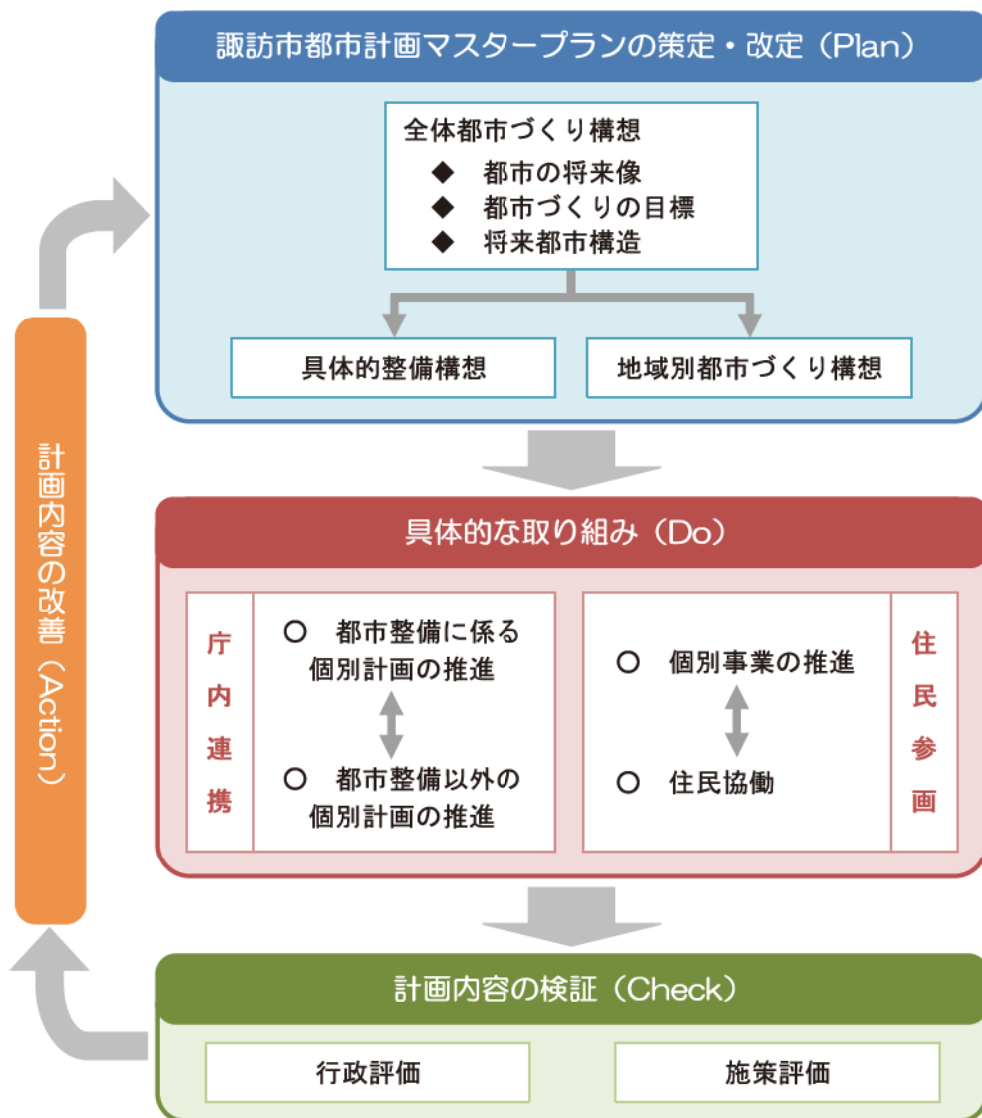 諏訪市都市計画マスタープランの策定・改定（Plan）
全体都市づくり構想
◆ 都市の将来像
◆ 都市づくりの目標
◆ 将来都市構造
具体的整備構想
地域別都市づくり構想
具体的な取り組み（Do）
庁内連携
○ 都市整備に係る
個別計画の推進
○ 都市整備以外の
個別計画の推進
○ 個別事業の推進
○ 住民協働
住民参画
計画内容の検証（Check）
行政評価
施策評価
計画内容の改善（Action）